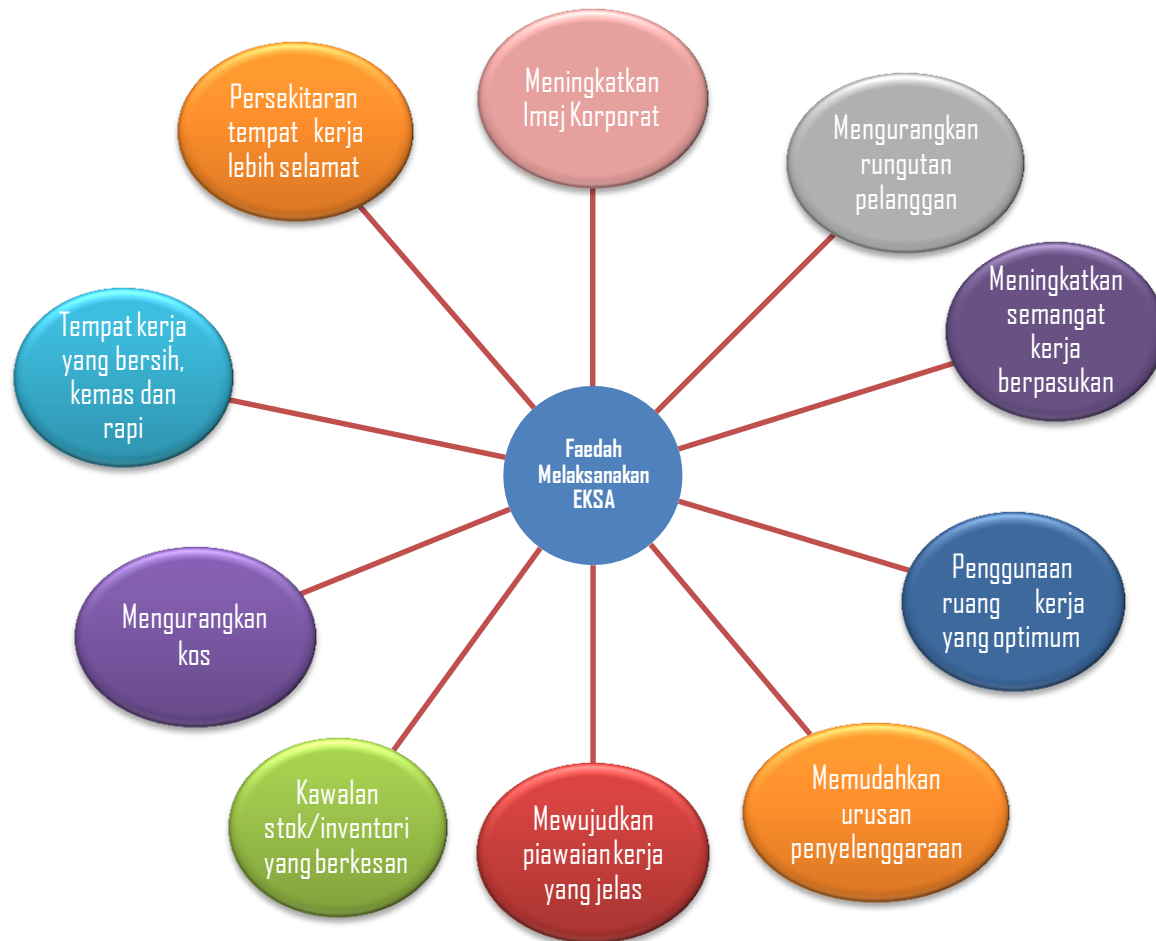 Meningkatkan
Imej Korporat
Mengurangkan
rungutan
pelanggan
Meningkatkan
semangat
kerja
berpasukan
Penggunaan
ruang kerja
yang optimum
Memudahkan
urusan
penyelenggaraan
Mewujudkan
piawaian kerja
yang jelas
Kawalan
stok/inventori
yang berkesan
Mengurangkan
kos
Tempat kerja
yang bersih,
kemas dan
rapi
Persekitaran
tempat kerja
lebih selamat
Faedah
Melaksanakan
EKSA